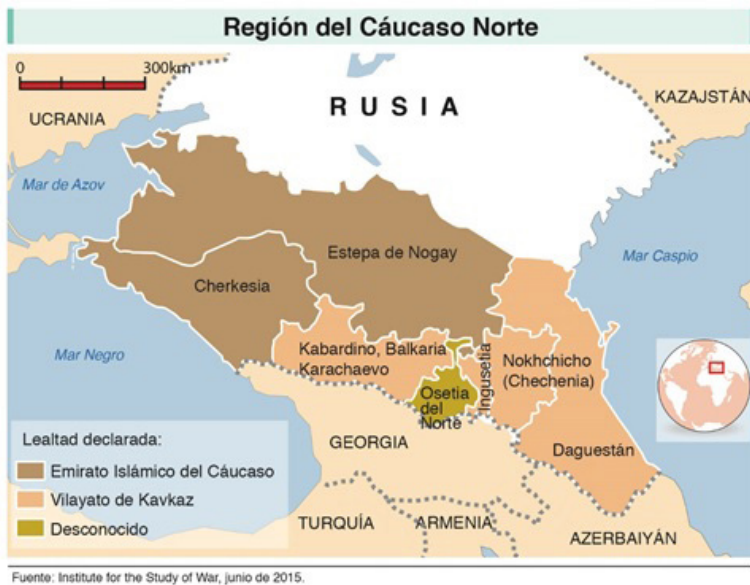 Región del Cáucaso Norte
0
300km
RUSIA
KAZAJSTÁN
UCRANIA
Mar de Azov
Estepa de Nogay
Mar Caspio
Cherkesia
Mar Negro
Kabardino, Balkaria
Karachaevo
Ingusetia
Nokhchicho
(Chechenia)
Osetia
del
Norte
Daguestán
GEORGIA
Lealtad declarada:
Emirato Islámico del Cáucaso
Vilayato de Kavkaz
Desconocido
TURQUÍA
ARMENIA
AZERBAIYÁN
Fuente: Institute for the Study of War, junio de 2015.